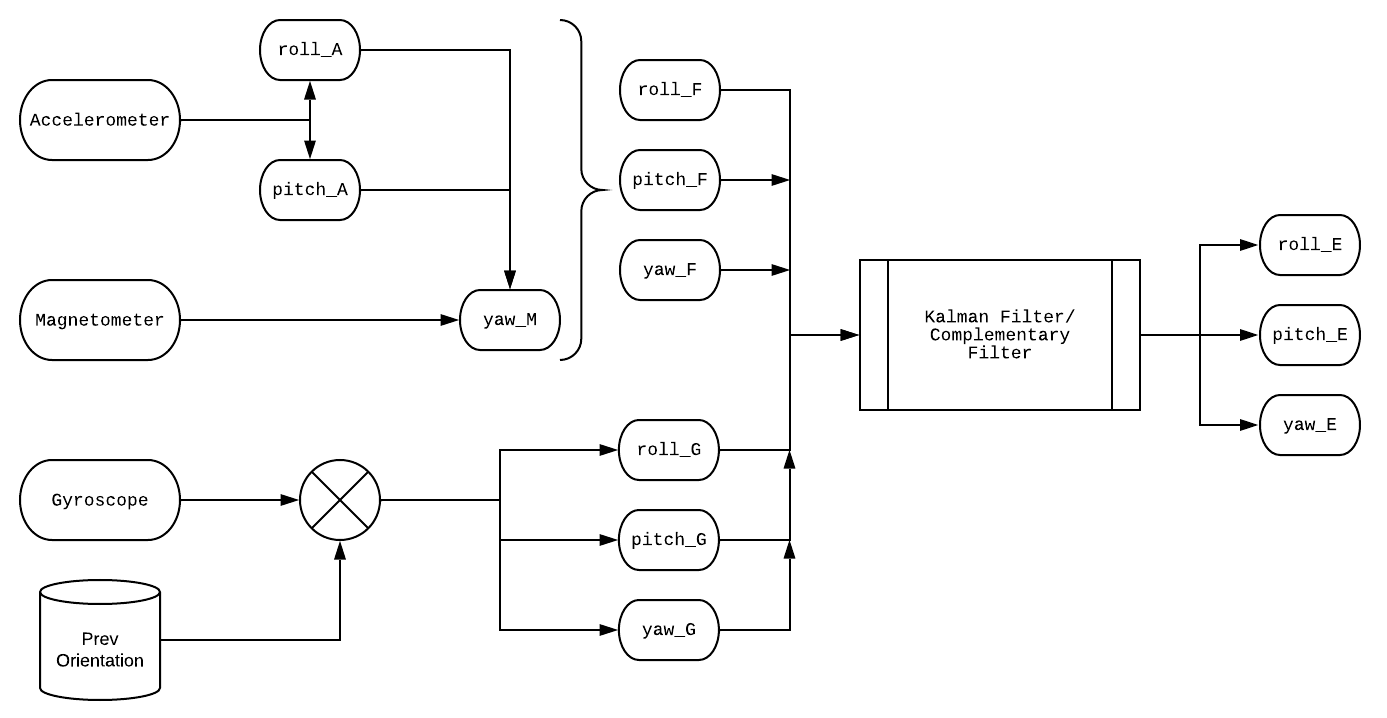 roll_A
Accelerometer
pitch_A
Magnetometer
yaw_M
roll_F
pitch_F
yaw_F
Gyroscope
Prev
Orientation
roll_G
pitch_G
yaw_G
Kalman Filter/
Complementary
Filter
roll_E
pitch_E
yaw_E